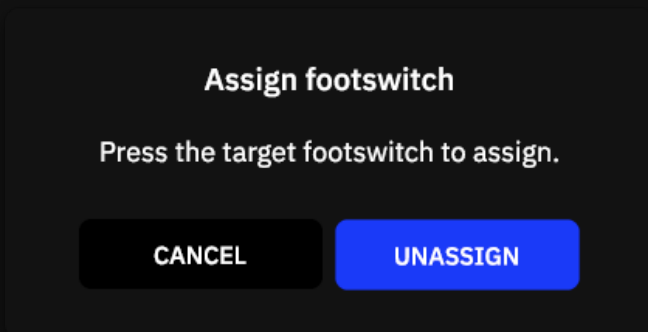 Assign footswitch
Press the target footswitch to assign.
CANCEL
UNASSIGN